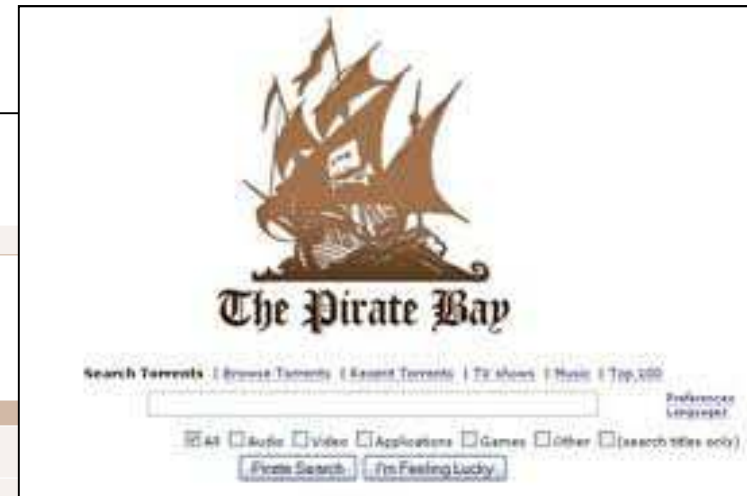 The Pirate Bay
Search Torrents | Browse Torrents | Recent Torrents | TV shows | Music | Top 100
Preferences
Languages
All Audio Video Applications Games Other (search titles only)
Pirate Search I'm Feeling Lucky